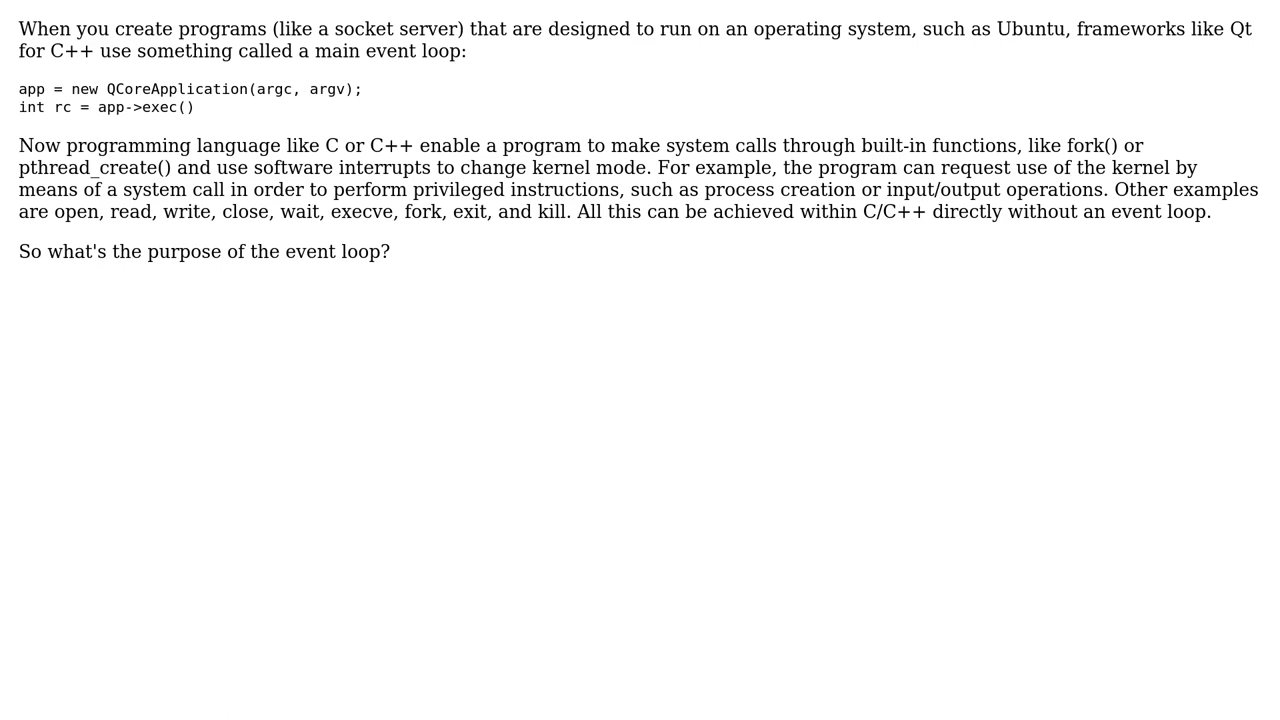 When you create programs (like a socket server) that are designed to run on an operating system, such as Ubuntu, frameworks like Qt
for C++ use something called a main event loop:
app = new QCoreApplication(argc, argv);
int rc = app->exec()
Now programming language like C or C++ enable a program to make system calls through built-in functions, like fork() or
pthread_create() and use software interrupts to change kernel mode. For example, the program can request use of the kernel by
means of a system call in order to perform privileged instructions, such as process creation or input/output operations. Other examples
are open, read, write, close, wait, execve, fork, exit, and kill. All this can be achieved within C/C++ directly without an event loop.
So what's the purpose of the event loop?